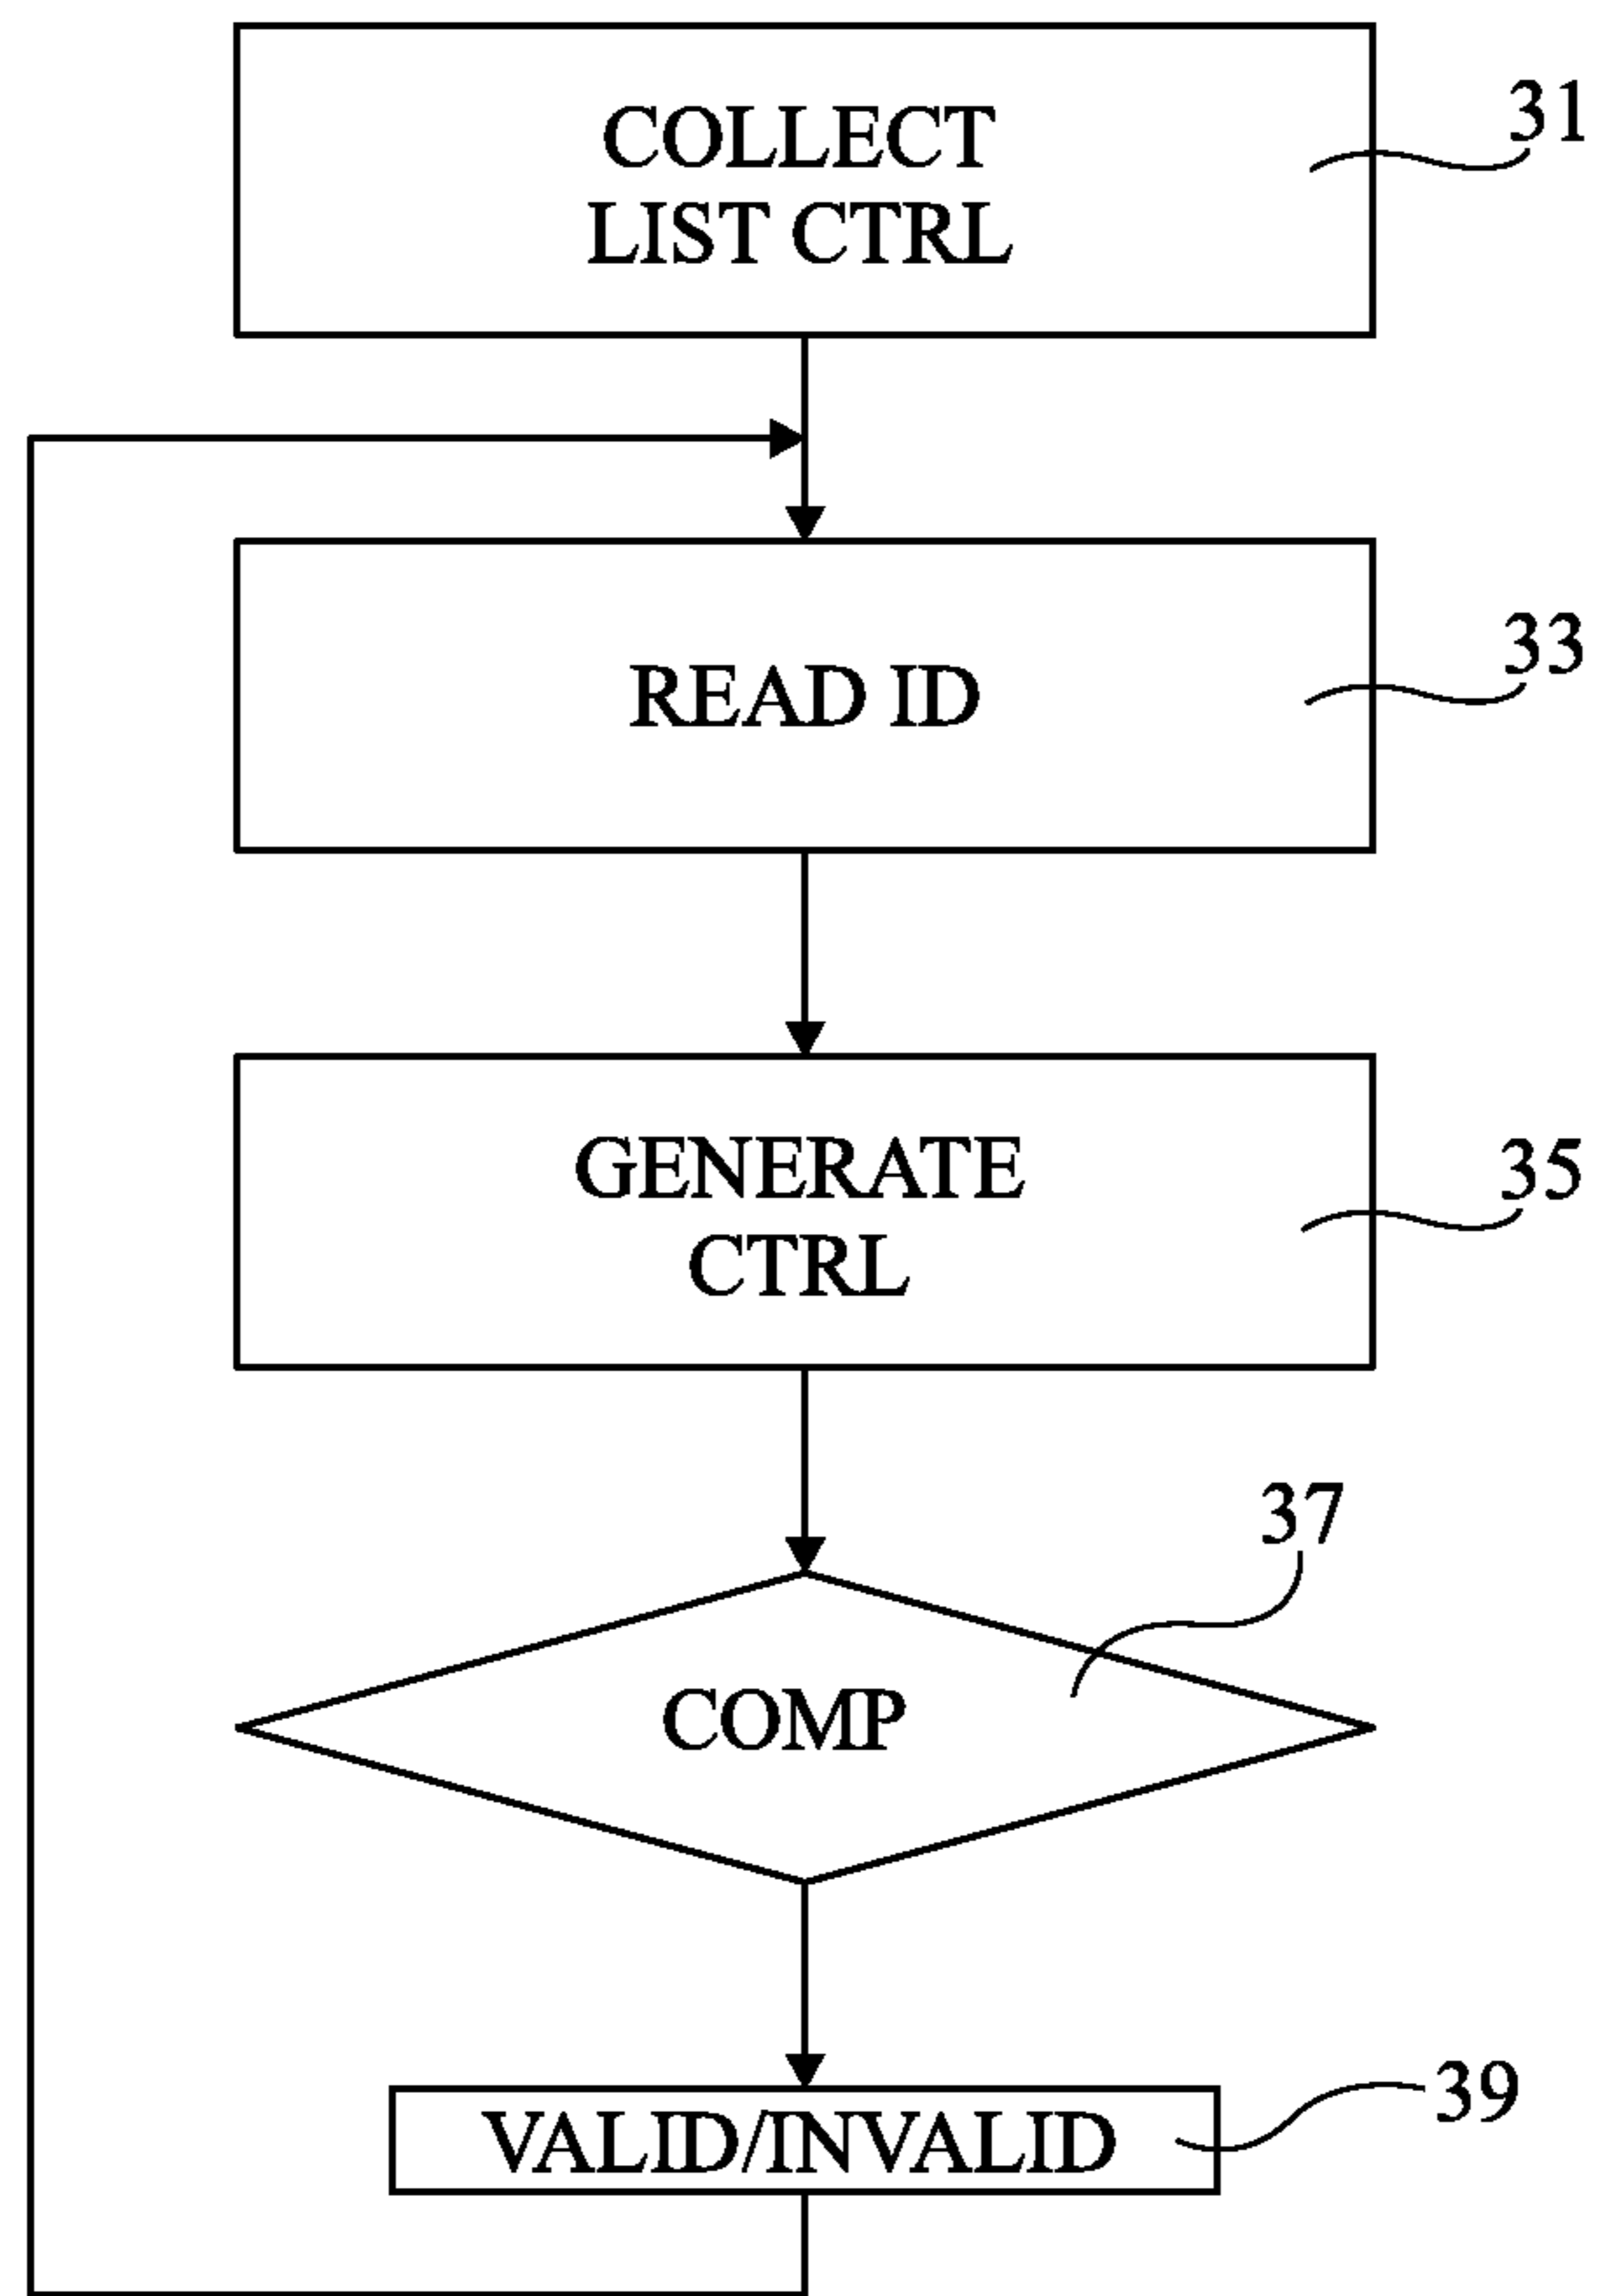 COLLECT
LIST CTRL
31
READ ID
33
GENERATE
CTRL
35
37
COMP
VALID/INVALID
39